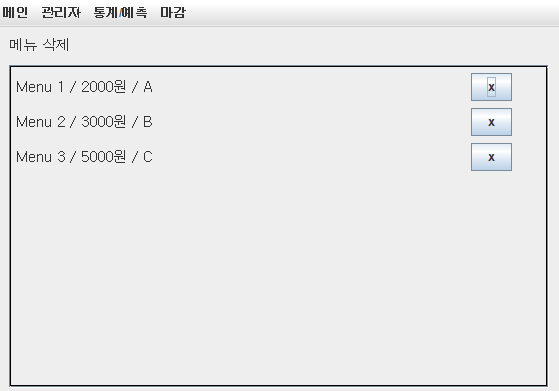 메인 관리자 통계/예측 마감
메뉴 삭제
Menu 1 / 2000원 / A x
Menu 2 / 3000원 / B x
Menu 3 / 5000원 / C x